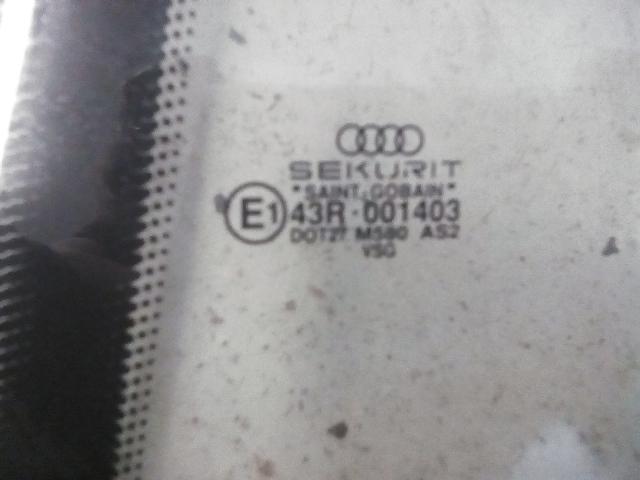 SEKURIT
"SAINT-GOBAIN"
E1 43R-001403
DOT27 M580 AS2
VSG